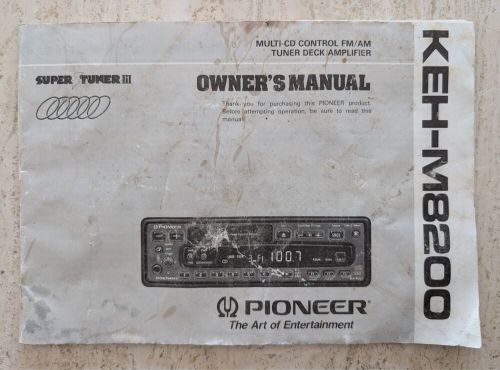 MULTI-CD CONTROL FM/AM
TUNER DECK AMPLIFIER
SUPER TUNER III
OWNER'S MANUAL
Thank you for purchasing this PIONEER product.
Before attempting operation, be sure to read this
manual.
KEH-M8200
PIONEER
100.7
PIONEER
The Art of Entertainment